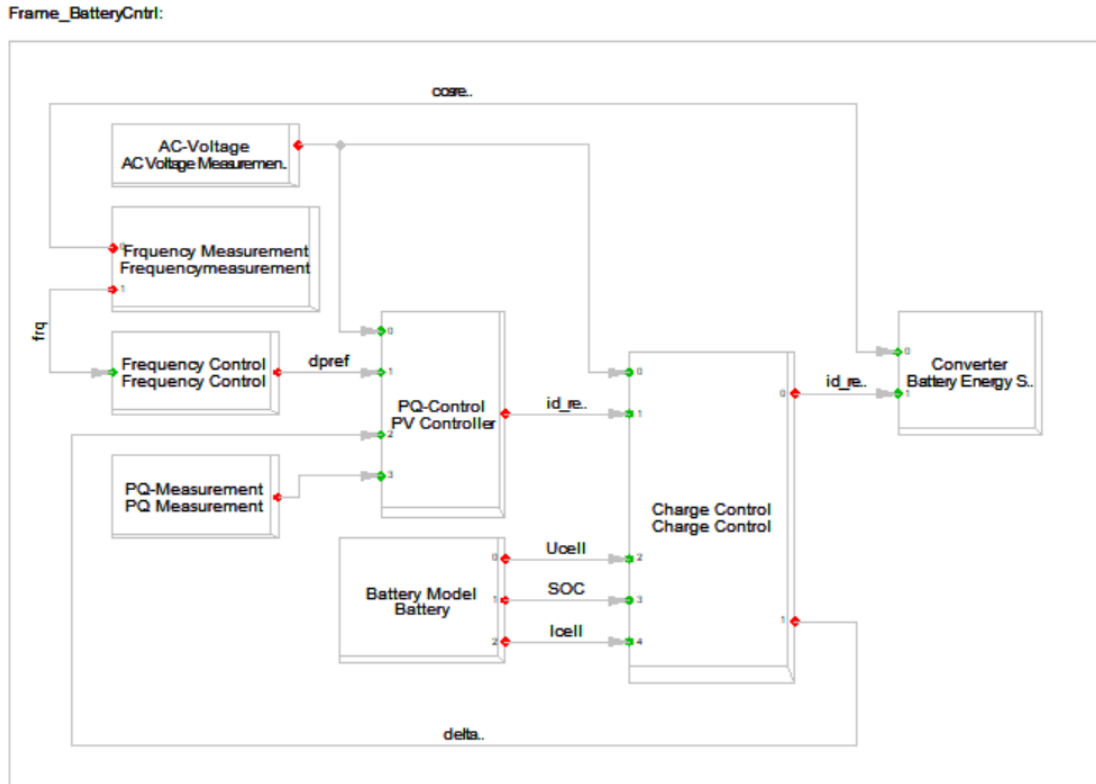 Frame_BatteryCntrl:
cosre..
AC-Voltage
AC Voltage Measuremen..
0
Frquency Measurement
Frequencymeasurement
1
frq
Frequency Control
Frequency Control
dpref
0
1
PQ-Control
PV Controller
2
3
id_re..
PQ-Measurement
PQ Measurement
0
1
Charge Control
Charge Control
0
id_re..
0
1
Converter
Battery Energy S..
Battery Model
Battery
0
1
2
Ucell
SOC
Icell
2
3
4
1
delta..